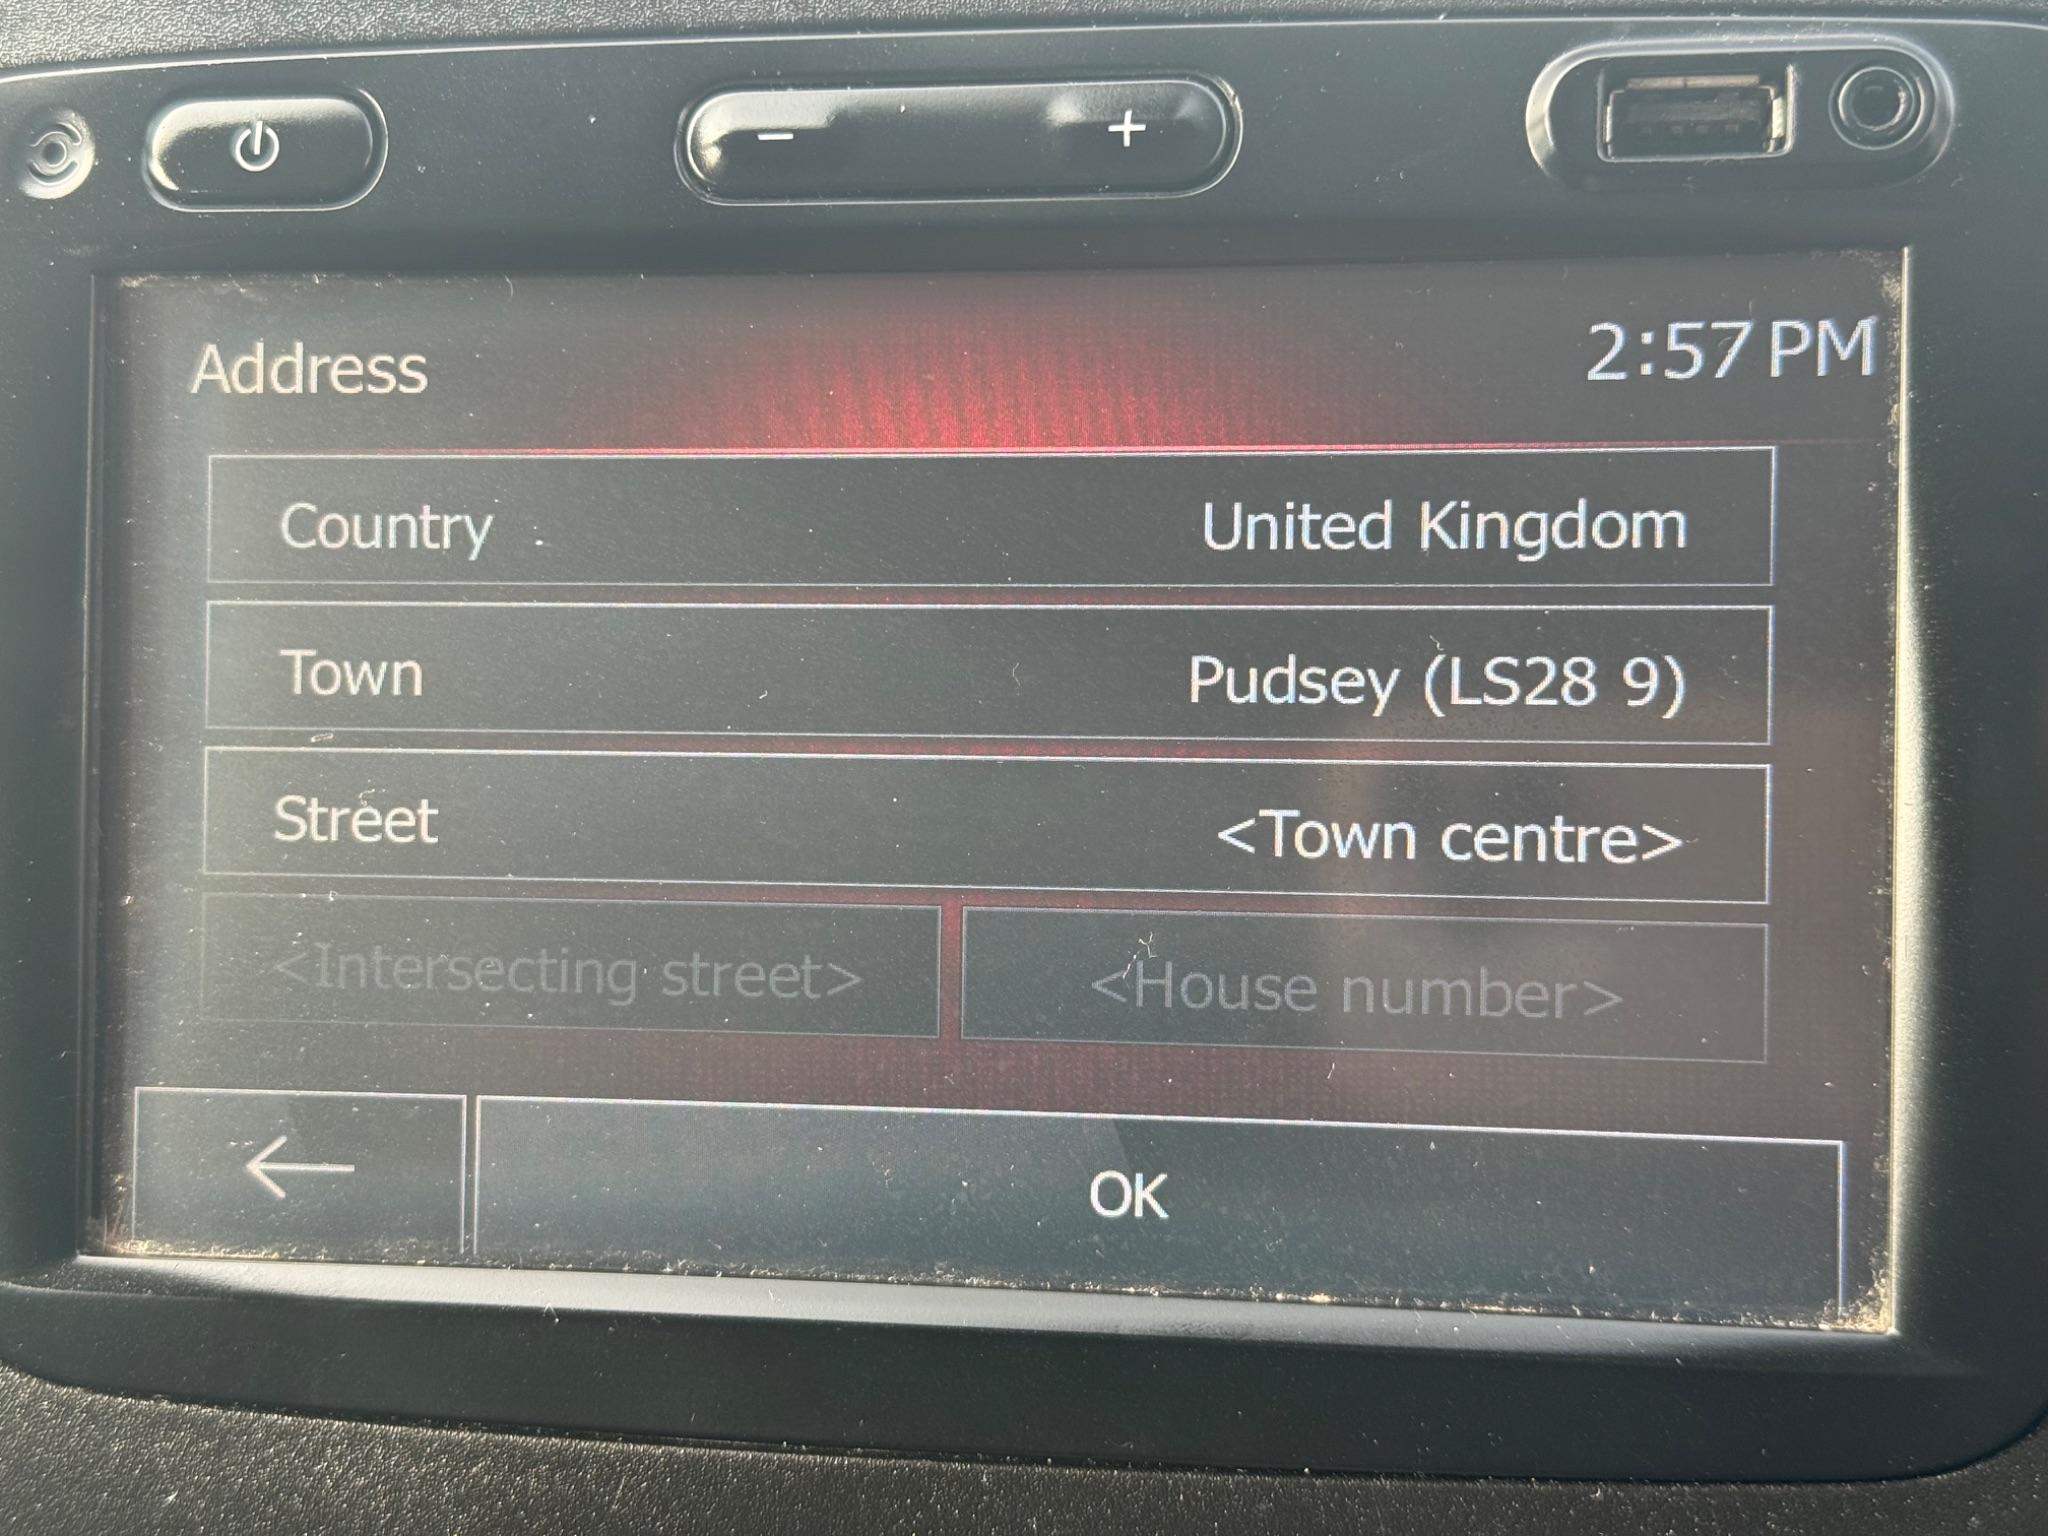 Address
2:57 PM
Country
United Kingdom
Town
Pudsey (LS28 9)
Street
<Town centre>
<Intersecting street>
<House number>
OK